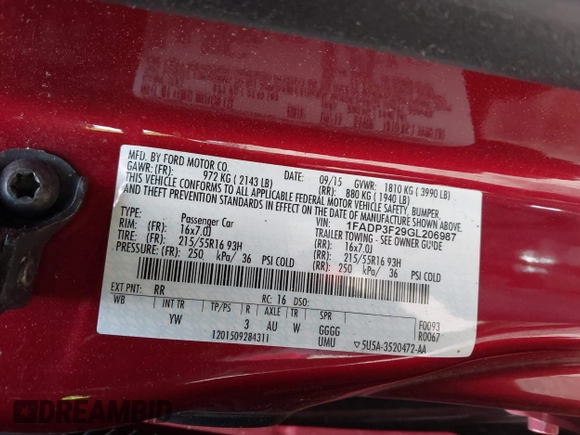 MFD. BY FORD MOTOR CO. DATE: 09/15 GVWR: 1810 KG ( 3990 LB)
GAWR: (FR): 972 KG ( 2143 LB) (RR): 880 KG ( 1940 LB)
THIS VEHICLE CONFORMS TO ALL APPLICABLE FEDERAL MOTOR VEHICLE SAFETY, BUMPER,
AND THEFT PREVENTION STANDARDS IN EFFECT ON THE DATE OF MANUFACTURE SHOWN ABOVE.
VIN: 1FADP3F29GL206987
TYPE: Passenger Car TRAILER TOWING - SEE OWNER GUIDE
RIM: (FR): 16x7.0J (RR): 16x7.0J
TIRE: (FR): 215/55R16 93H (RR): 215/55R16 93H
PRESSURE: (FR): 250 kPa/ 36 PSI COLD (RR): 250 kPa/ 36 PSI COLD
EXT PNT: RR RC: 16 DSO:
WB INT TR TP/PS R AXLE TR SPR F0093
YW 3 AU W GGGG R0067
1201509284311 UMU ▽5U5A-3520472-AA
DREAMBID